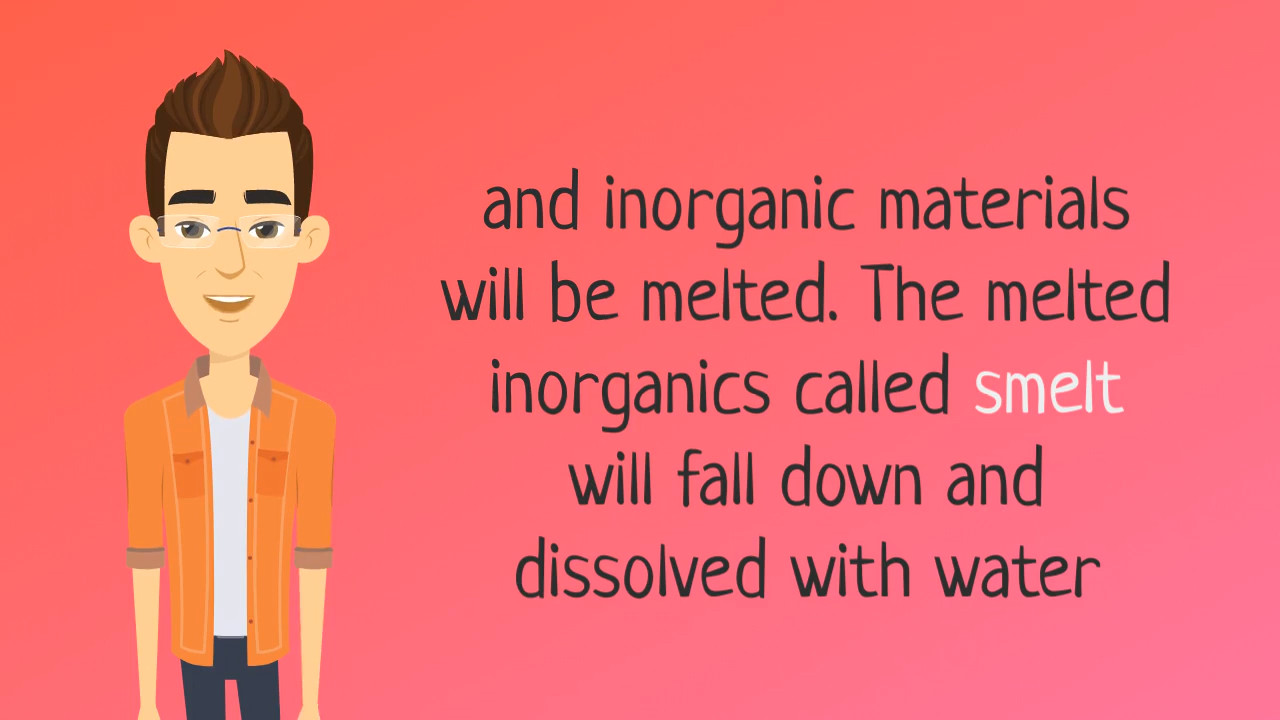 and inorganic materials
will be melted. The melted
inorganics called smelt
will fall down and
dissolved with water